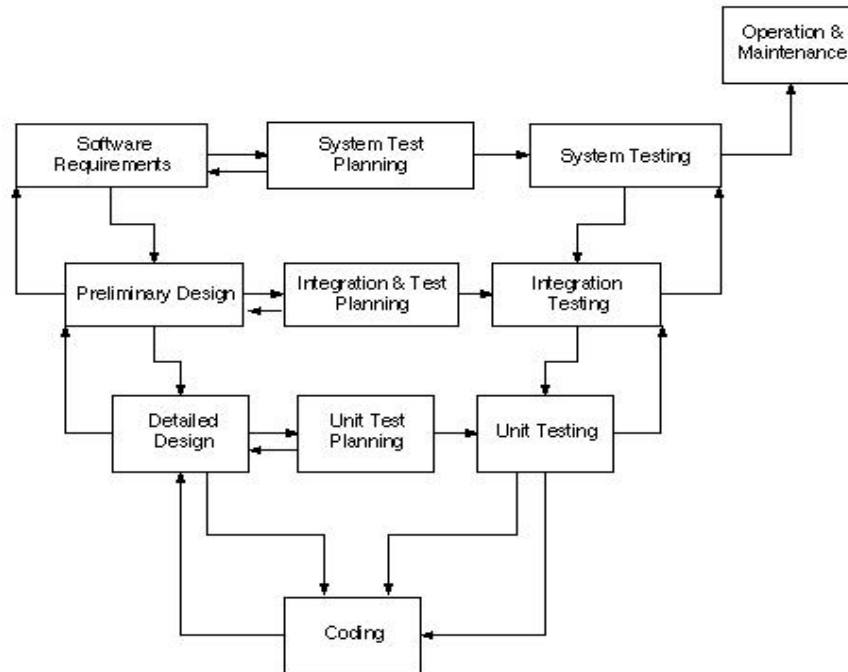 Operation &
Maintenance
Software
Requirements
System Test
Planning
System Testing
Preliminary Design
Integration & Test
Planning
Integration
Testing
Detailed
Design
Unit Test
Planning
Unit Testing
Coding